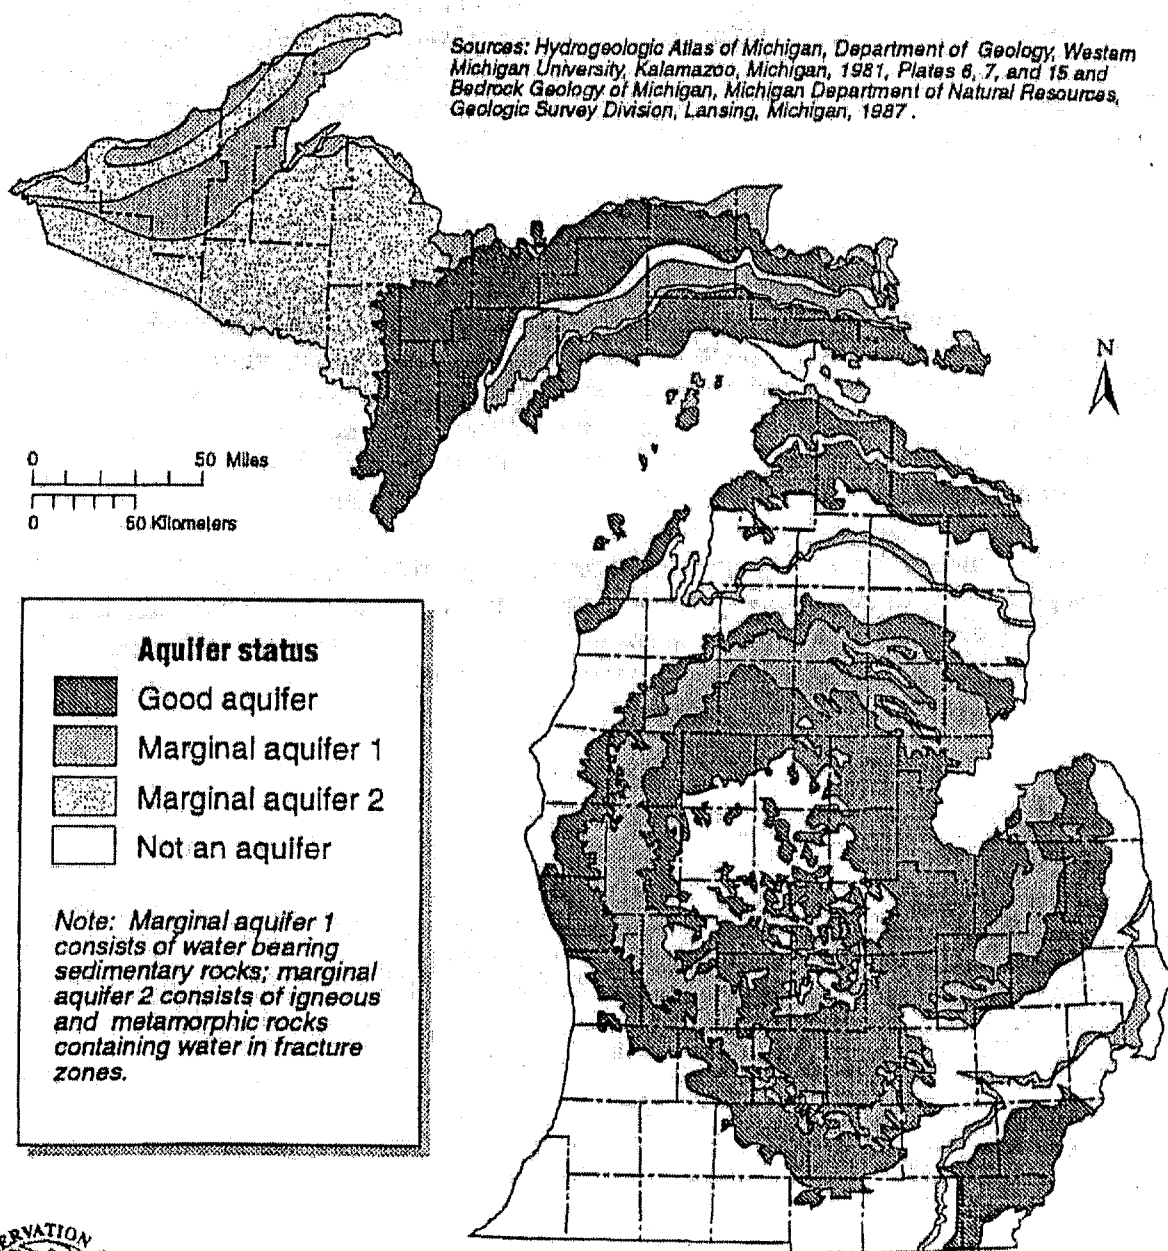 Sources: Hydrogeologic Atlas of Michigan, Department of Geology, Western
Michigan University, Kalamazoo, Michigan, 1981, Plates 6, 7, and 15 and
Bedrock Geology of Michigan, Michigan Department of Natural Resources,
Geologic Survey Division, Lansing, Michigan, 1987.
N
0 50 Miles
0 50 Kilometers
Aquifer status
Good aquifer
Marginal aquifer 1
Marginal aquifer 2
Not an aquifer
Note: Marginal aquifer 1
consists of water bearing
sedimentary rocks; marginal
aquifer 2 consists of igneous
and metamorphic rocks
containing water in fracture
zones.